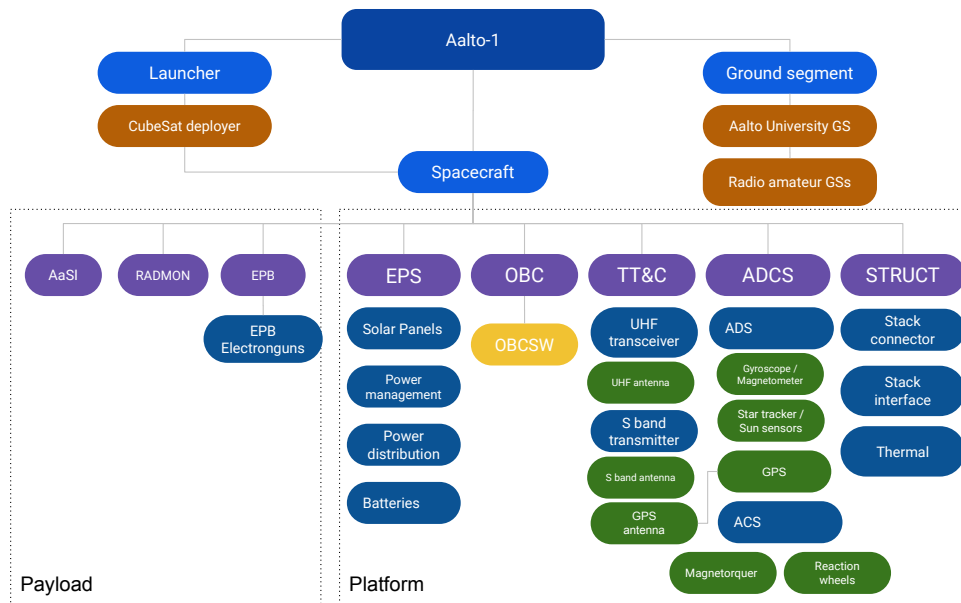 Aalto-1
Launcher
Ground segment
CubeSat deployer
Aalto University GS
Spacecraft
Radio amateur GSs
AaSI
RADMON
EPB
EPB
Electronguns
Payload
EPS
OBC
TT&C
ADCS
STRUCT
Solar Panels
Power
management
Power
distribution
Batteries
OBCSW
UHF
transceiver
UHF antenna
S band
transmitter
S band antenna
GPS
antenna
ADS
Gyroscope /
Magnetometer
Star tracker /
Sun sensors
GPS
ACS
Magnetorquer
Reaction
wheels
Stack
connector
Stack
interface
Thermal
Platform